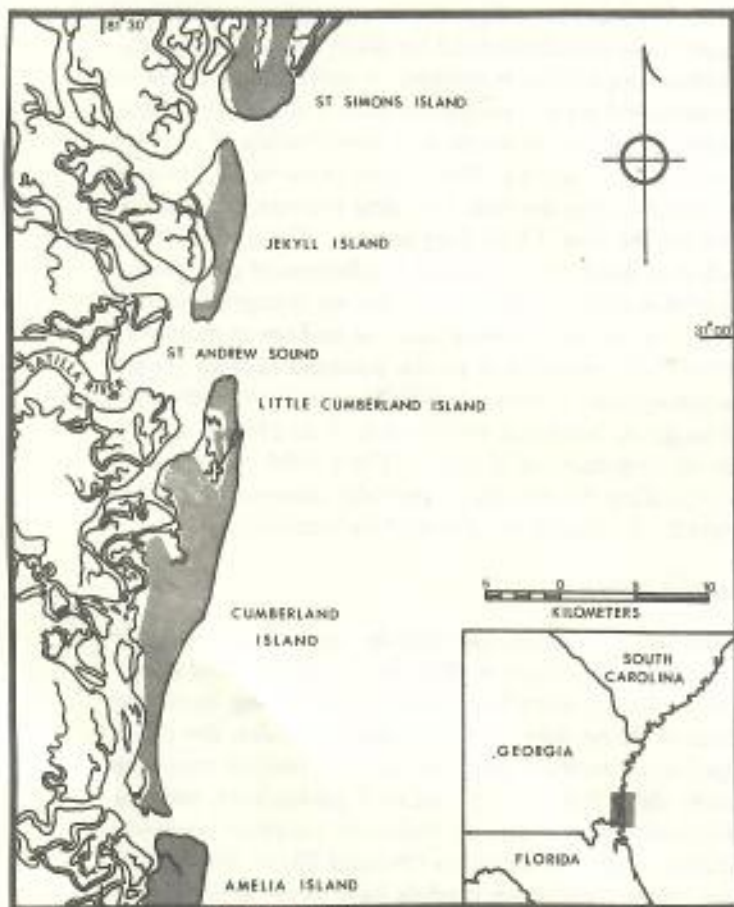 81° 30'
ST SIMONS ISLAND
JEKYLL ISLAND
31° 00'
ST ANDREW SOUND
SATILLA RIVER
LITTLE CUMBERLAND ISLAND
5 0 5 10
KILOMETERS
CUMBERLAND
ISLAND
SOUTH
CAROLINA
GEORGIA
FLORIDA
AMELIA ISLAND